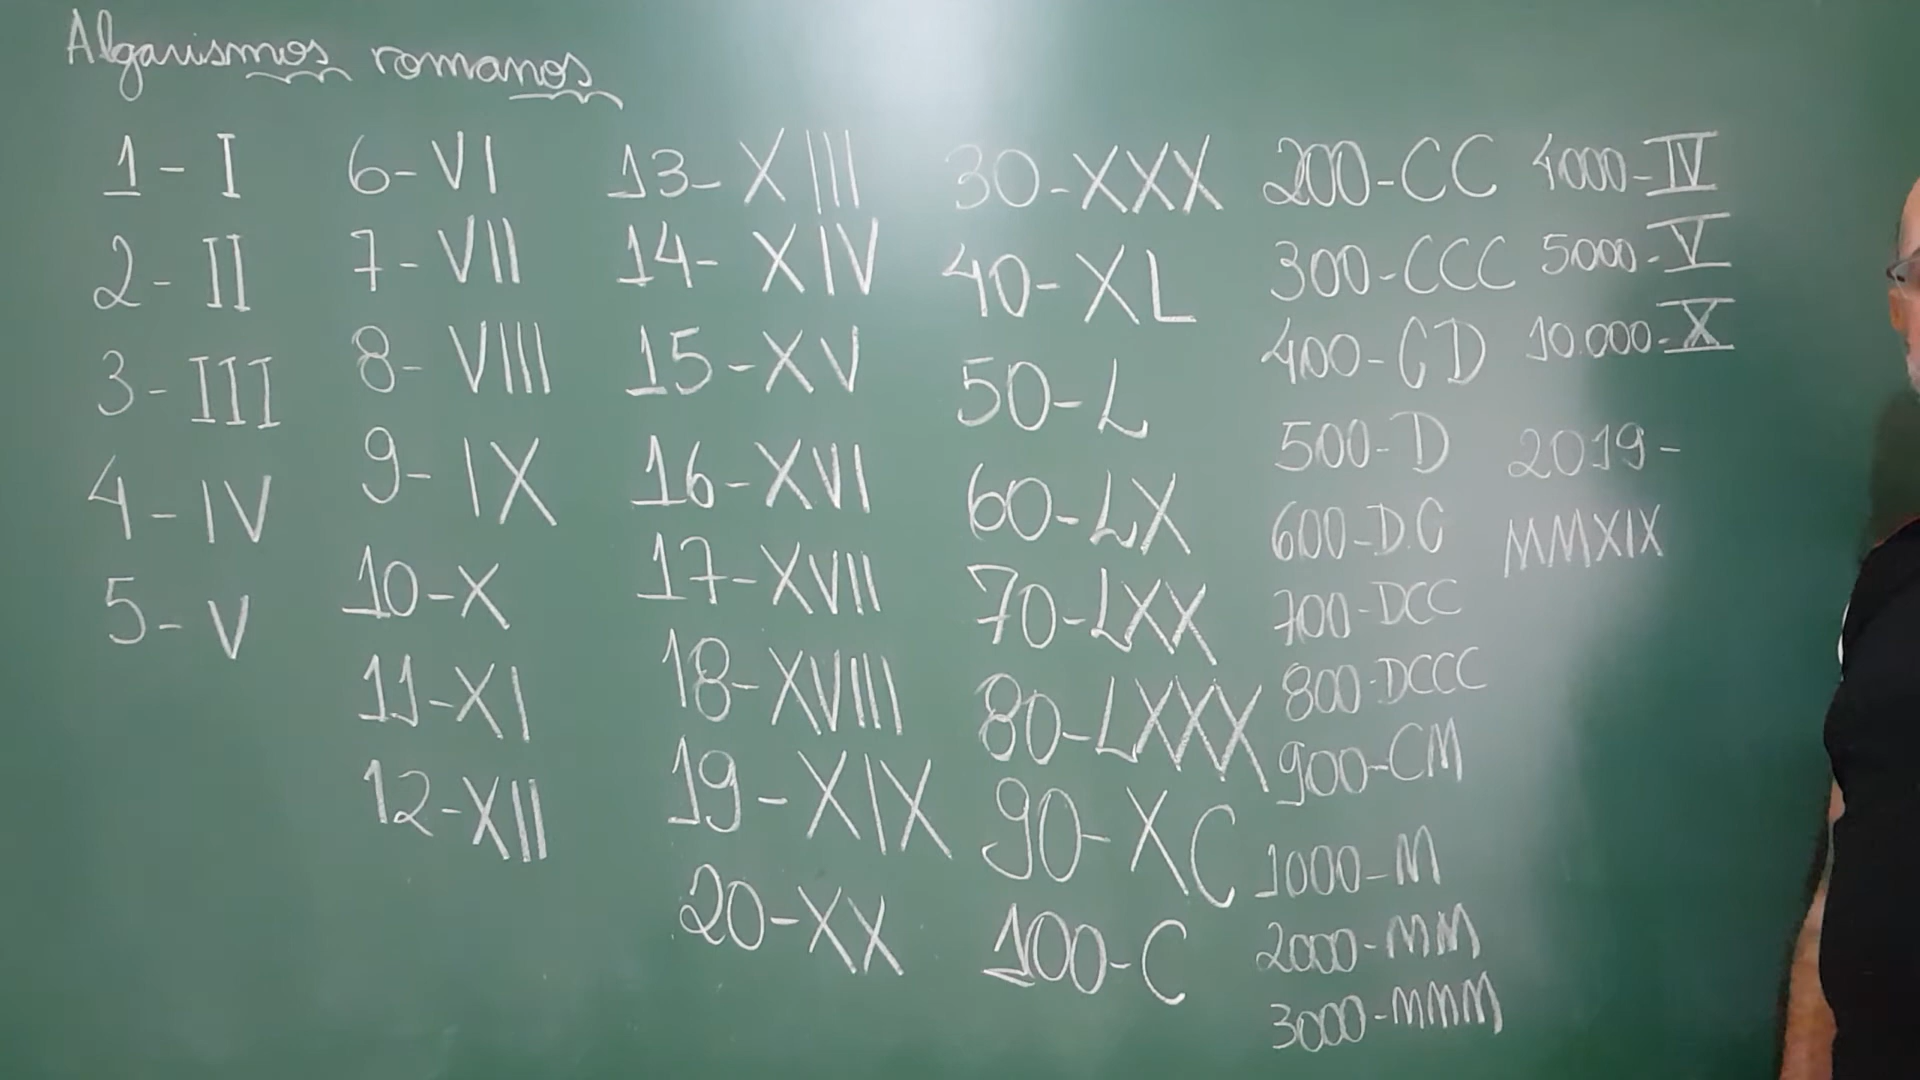 Algarismos romanos
1 - I
2 - II
3 - III
4 - IV
5 - V
6 - VI
7 - VII
8 - VIII
9 - IX
10 - X
11 - XI
12 - XII
13 - XIII
14 - XIV
15 - XV
16 - XVI
17 - XVII
18 - XVIII
19 - XIX
20 - XX
30 - XXX
40 - XL
50 - L
60 - LX
70 - LXX
80 - LXXX
90 - XC
100 - C
200 - CC
300 - CCC
400 - CD
500 - D
600 - D.C
700 - DCC
800 - DCCC
900 - CM
1000 - M
2000 - MM
3000 - MMM
4000 - I̅V̅
5000 - V̅
10.000 - X̅
2019 -
MMXIX